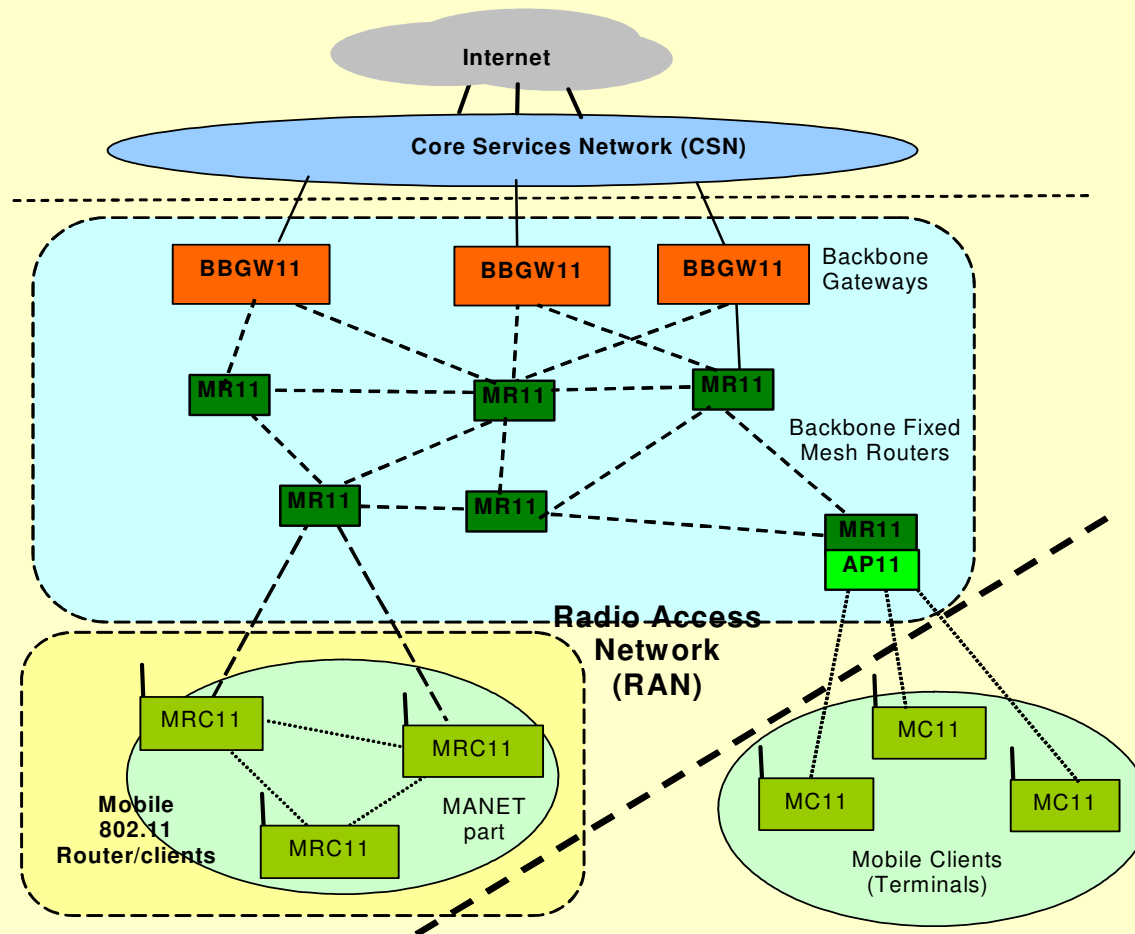 Internet
Core Services Network (CSN)
BBGW11
BBGW11
BBGW11
Backbone
Gateways
MR11
MR11
MR11
Backbone Fixed
Mesh Routers
MR11
MR11
MR11
AP11
Radio Access
Network
(RAN)
MRC11
MRC11
MRC11
MANET
part
Mobile
802.11
Router/clients
MC11
MC11
MC11
Mobile Clients
(Terminals)